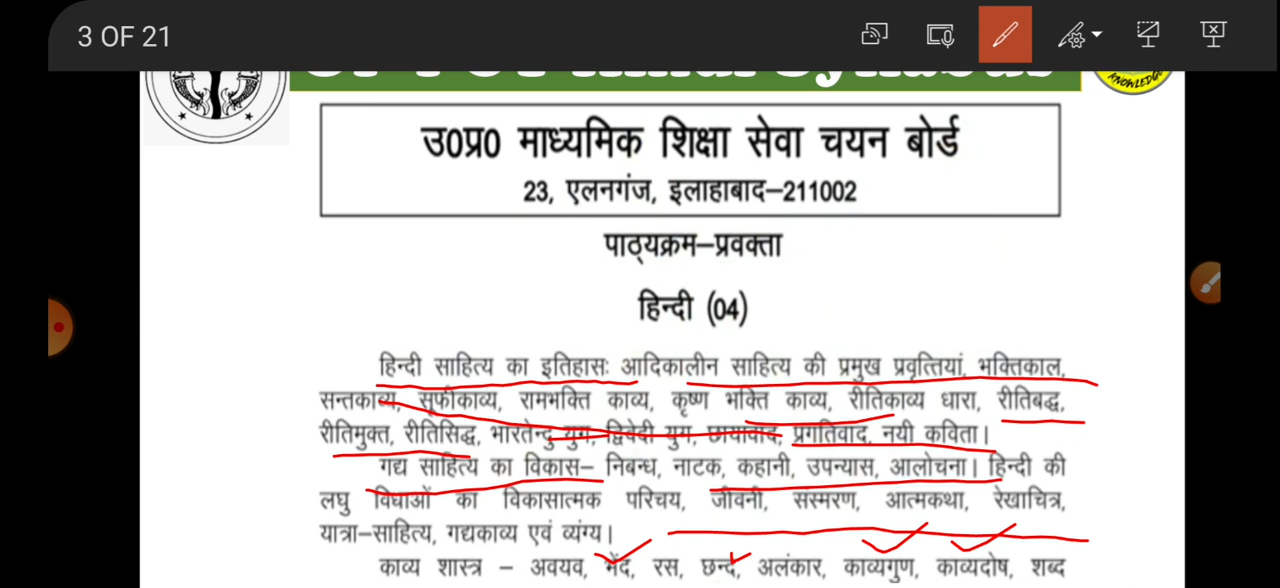 3 OF 21
KNOWLEDGE
उ0प्र0 माध्यमिक शिक्षा सेवा चयन बोर्ड
23, एलनगंज, इलाहाबाद–211002
पाठ्यक्रम–प्रवक्ता
हिन्दी (04)
हिन्दी साहित्य का इतिहासः आदिकालीन साहित्य की प्रमुख प्रवृत्तियां, भक्तिकाल,
सन्तकाव्य, सूफीकाव्य, रामभक्ति काव्य, कृष्ण भक्ति काव्य, रीतिकाव्य धारा, रीतिबद्ध,
रीतिमुक्त, रीतिसिद्ध, भारतेन्दु युग, द्विवेदी युग, छायावाद, प्रगतिवाद, नयी कविता।
गद्य साहित्य का विकास– निबन्ध, नाटक, कहानी, उपन्यास, आलोचना। हिन्दी की
लघु विधाओं का विकासात्मक परिचय, जीवनी, सस्मरण, आत्मकथा, रेखाचित्र,
यात्रा–साहित्य, गद्यकाव्य एवं व्यंग्य।
काव्य शास्त्र – अवयव, भेद, रस, छन्द, अलंकार, काव्यगुण, काव्यदोष, शब्द